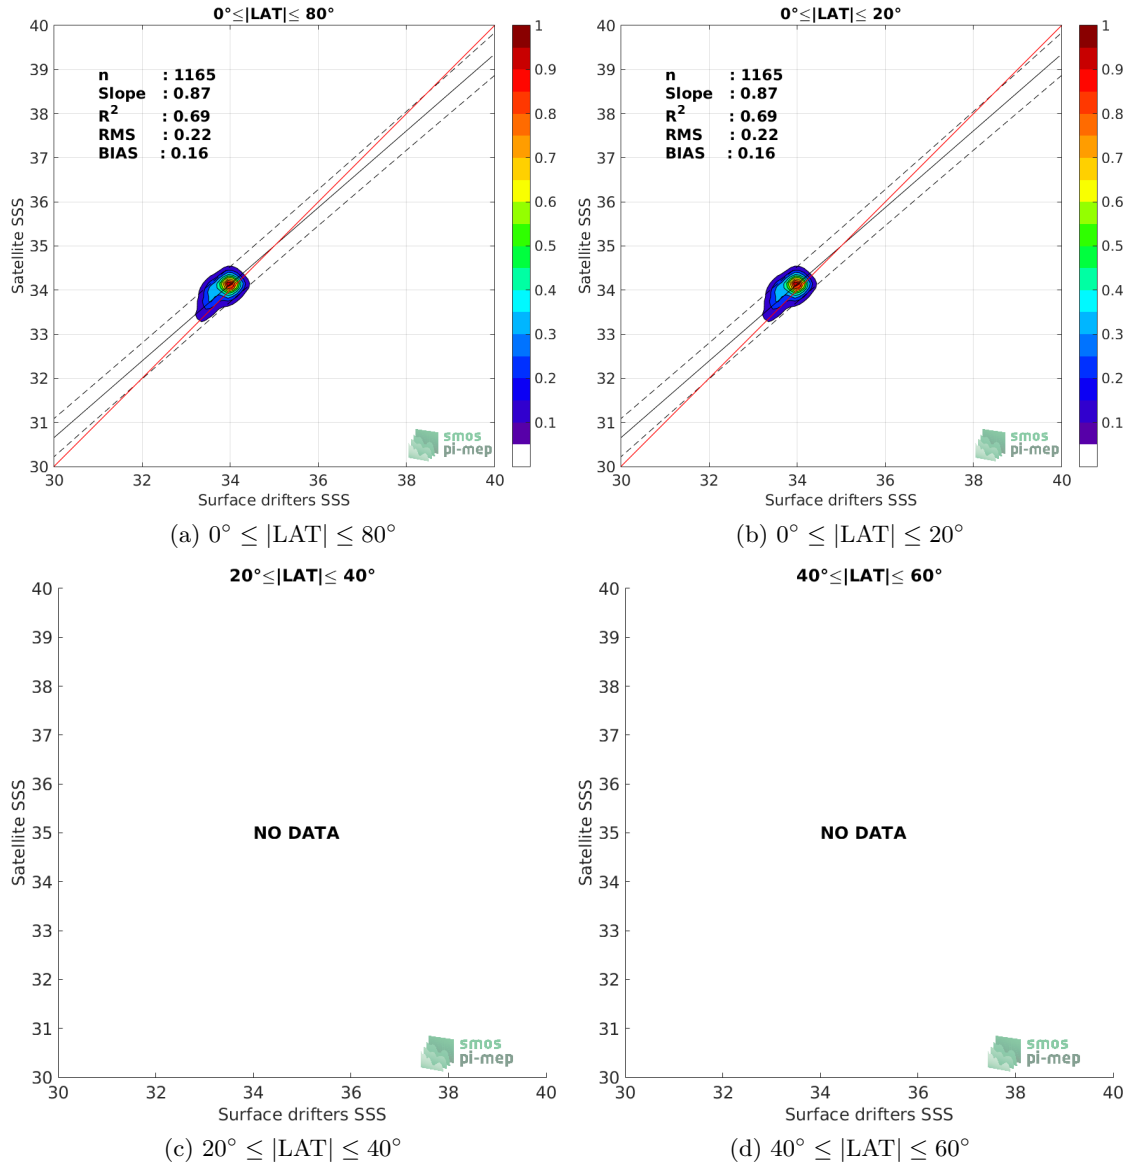 0°≤|LAT|≤ 80°
40
39
38
37
36
35
34
33
32
31
30
Satellite SSS
n : 1165
Slope : 0.87
R2 : 0.69
RMS : 0.22
BIAS : 0.16
smos
pi-mep
30 32 34 36 38 40
Surface drifters SSS
1
0.9
0.8
0.7
0.6
0.5
0.4
0.3
0.2
0.1
(a) 0° ≤ |LAT| ≤ 80°
0°≤|LAT|≤ 20°
40
39
38
37
36
35
34
33
32
31
30
Satellite SSS
n : 1165
Slope : 0.87
R2 : 0.69
RMS : 0.22
BIAS : 0.16
smos
pi-mep
30 32 34 36 38 40
Surface drifters SSS
1
0.9
0.8
0.7
0.6
0.5
0.4
0.3
0.2
0.1
(b) 0° ≤ |LAT| ≤ 20°
20°≤|LAT|≤ 40°
40
39
38
37
36
35
34
33
32
31
30
Satellite SSS
NO DATA
smos
pi-mep
30 32 34 36 38 40
Surface drifters SSS
(c) 20° ≤ |LAT| ≤ 40°
40°≤|LAT|≤ 60°
40
39
38
37
36
35
34
33
32
31
30
Satellite SSS
NO DATA
smos
pi-mep
30 32 34 36 38 40
Surface drifters SSS
(d) 40° ≤ |LAT| ≤ 60°